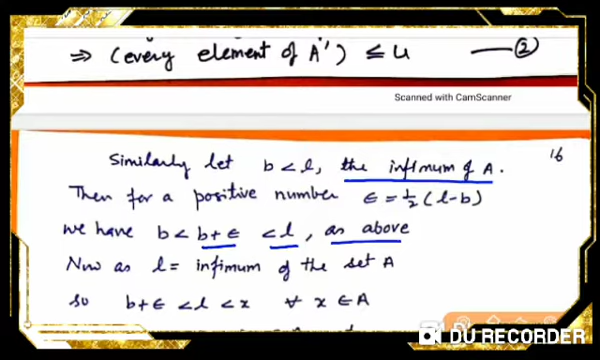 ⇒ (every element of A') ≤ u —②
Scanned with CamScanner
16
Similarly let b < l, the infimum of A.
Then for a positive number ∈ = ½ (l-b)
we have b < b+∈ < l, as above
Now as l = infimum of the set A
so b+∈ < l < x ∀ x ∈ A
DU RECORDER